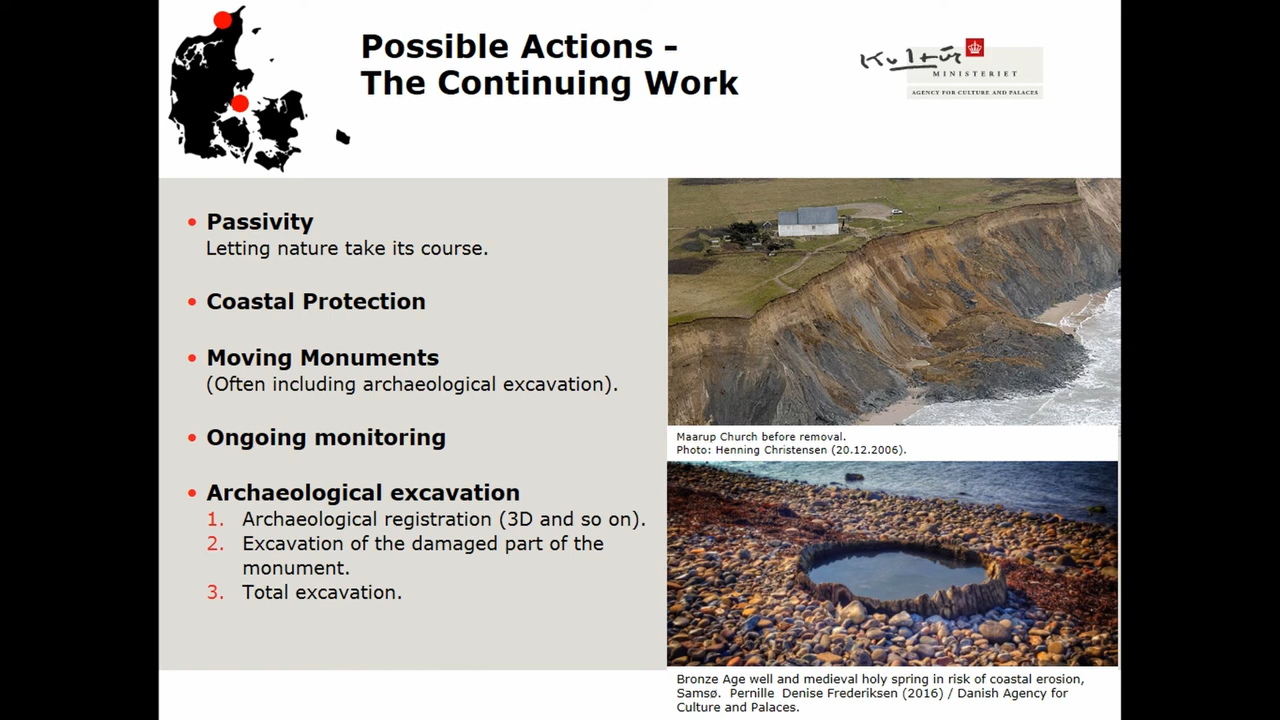 Possible Actions -
The Continuing Work
Kultur
MINISTERIET
AGENCY FOR CULTURE AND PALACES
• Passivity
Letting nature take its course.
• Coastal Protection
• Moving Monuments
(Often including archaeological excavation).
• Ongoing monitoring
• Archaeological excavation
1. Archaeological registration (3D and so on).
2. Excavation of the damaged part of the
monument.
3. Total excavation.
Maarup Church before removal.
Photo: Henning Christensen (20.12.2006).
Bronze Age well and medieval holy spring in risk of coastal erosion,
Samsø. Pernille Denise Frederiksen (2016) / Danish Agency for
Culture and Palaces.